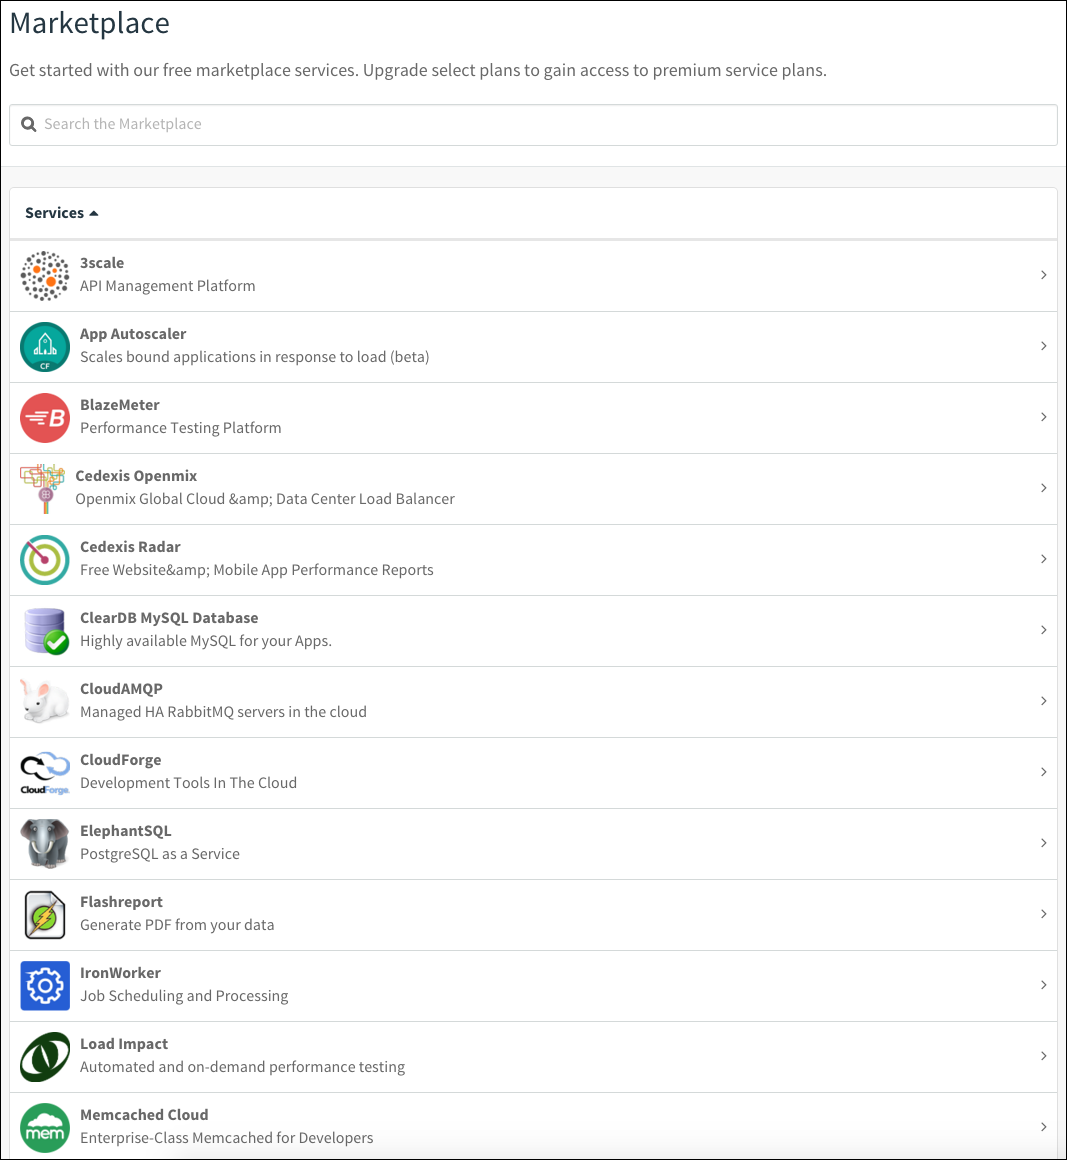 Marketplace
Get started with our free marketplace services. Upgrade select plans to gain access to premium service plans.
Search the Marketplace
Services
3scale
API Management Platform
CF
App Autoscaler
Scales bound applications in response to load (beta)
B
BlazeMeter
Performance Testing Platform
Cedexis Openmix
Openmix Global Cloud &amp; Data Center Load Balancer
Cedexis Radar
Free Website&amp; Mobile App Performance Reports
ClearDB MySQL Database
Highly available MySQL for your Apps.
CloudAMQP
Managed HA RabbitMQ servers in the cloud
CloudForge
CloudForge
Development Tools In The Cloud
ElephantSQL
PostgreSQL as a Service
Flashreport
Generate PDF from your data
IronWorker
Job Scheduling and Processing
Load Impact
Automated and on-demand performance testing
mem
Memcached Cloud
Enterprise-Class Memcached for Developers